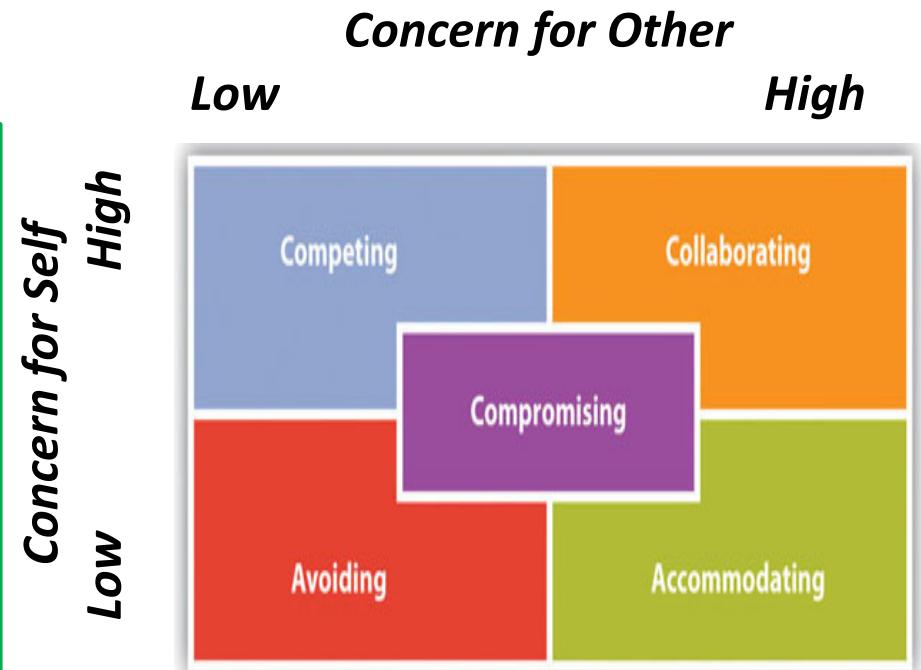 Concern for Other
Low High
Concern for Self
High
Low
Competing
Collaborating
Compromising
Avoiding
Accommodating